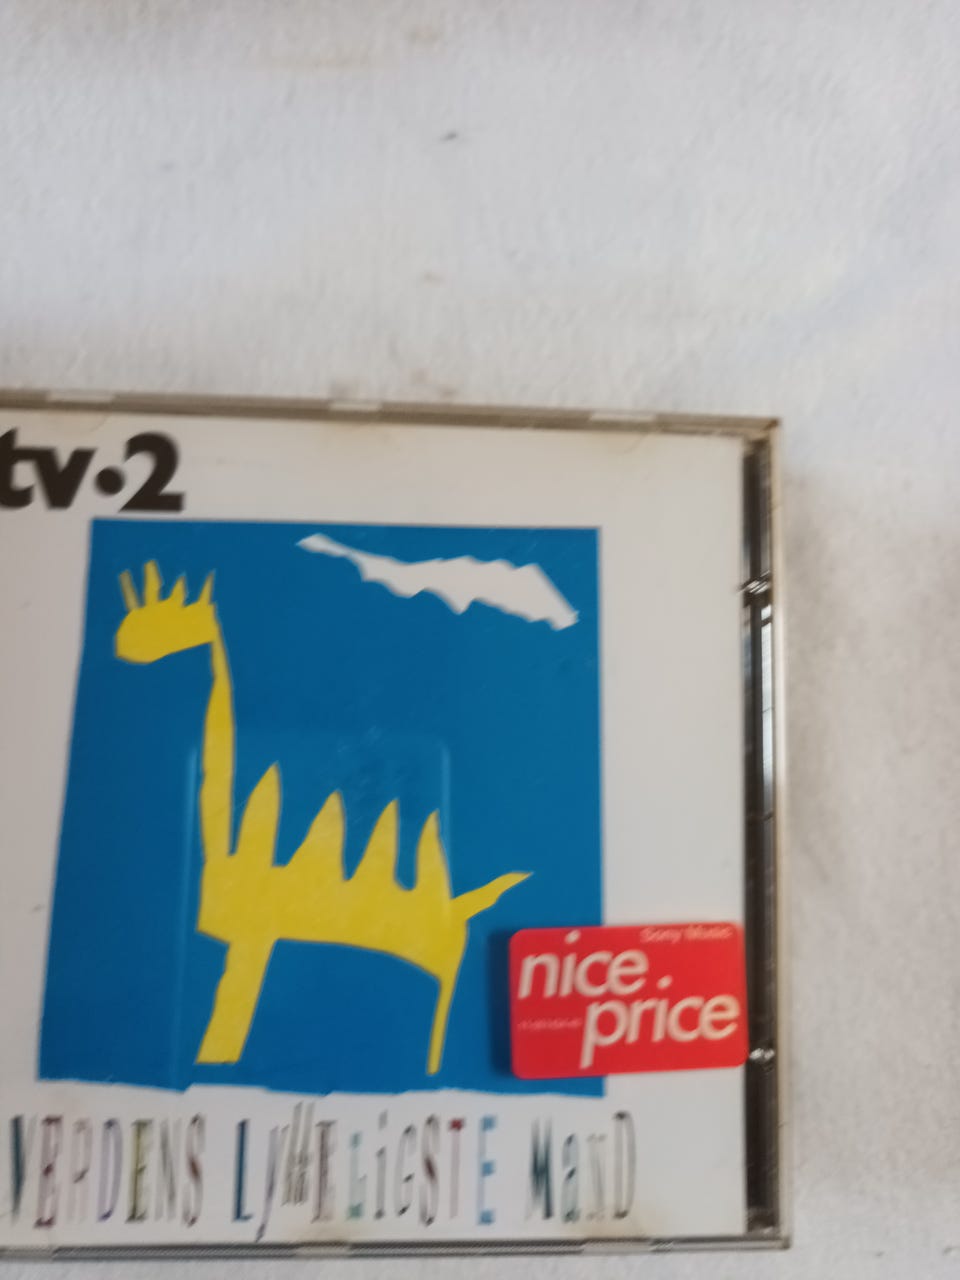 tv·2
Sony Music
nice
price
VERDENS LykkELiGSTE MaND